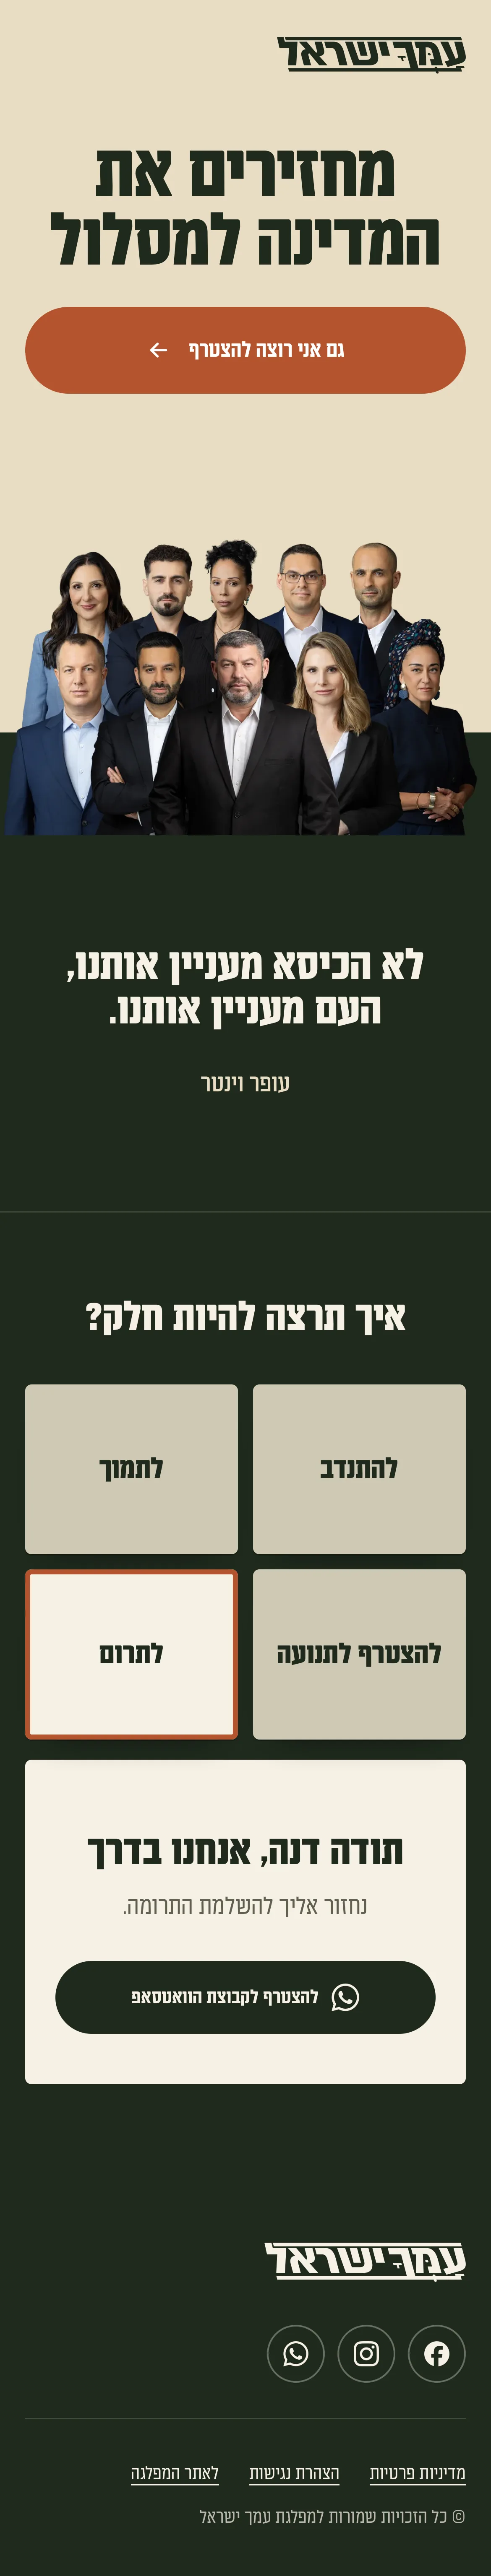 עַמְּךָ ישראל
מחזירים את
המדינה למסלול
גם אני רוצה להצטרף
לא הכיסא מעניין אותנו,
העם מעניין אותנו.
עופר וינטר
איך תרצה להיות חלק?
להתנדב
לתמוך
להצטרף לתנועה
לתרום
תודה דנה, אנחנו בדרך
נחזור אליך להשלמת התרומה.
להצטרף לקבוצת הוואטסאפ
עַמְּךָ ישראל
מדיניות פרטיות הצהרת נגישות לאתר המפלגה
© כל הזכויות שמורות למפלגת עמך ישראל